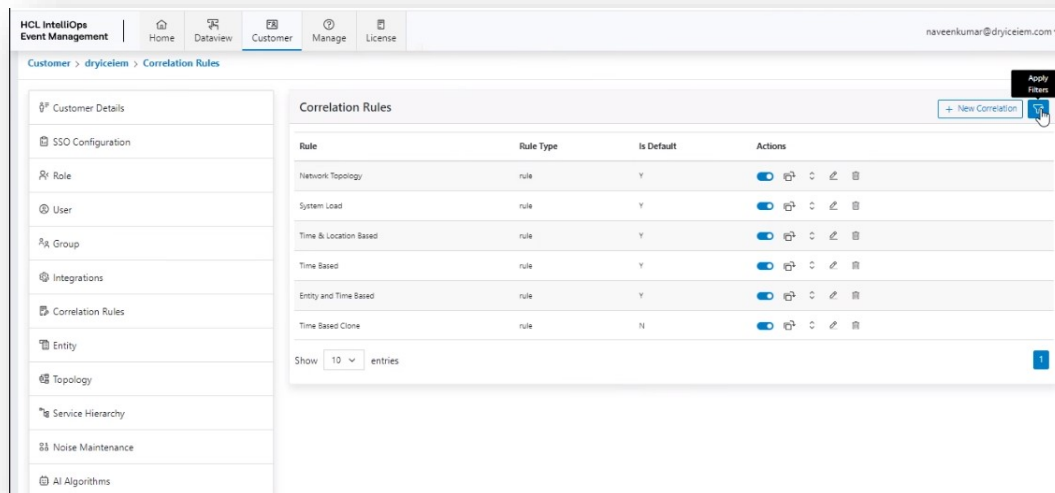 HCL IntelliOps
Event Management
Home
Dataview
Customer
Manage
License
naveenkumar@dryiceiem.com
Customer > dryiceiem > Correlation Rules
Apply
Filters
Customer Details
SSO Configuration
Role
User
Group
Integrations
Correlation Rules
Entity
Topology
Service Hierarchy
Noise Maintenance
AI Algorithms
Correlation Rules
+ New Correlation
Rule Rule Type Is Default Actions
Network Topology rule Y
System Load rule Y
Time & Location Based rule Y
Time Based rule Y
Entity and Time Based rule Y
Time Based Clone rule N
Show 10 entries
1